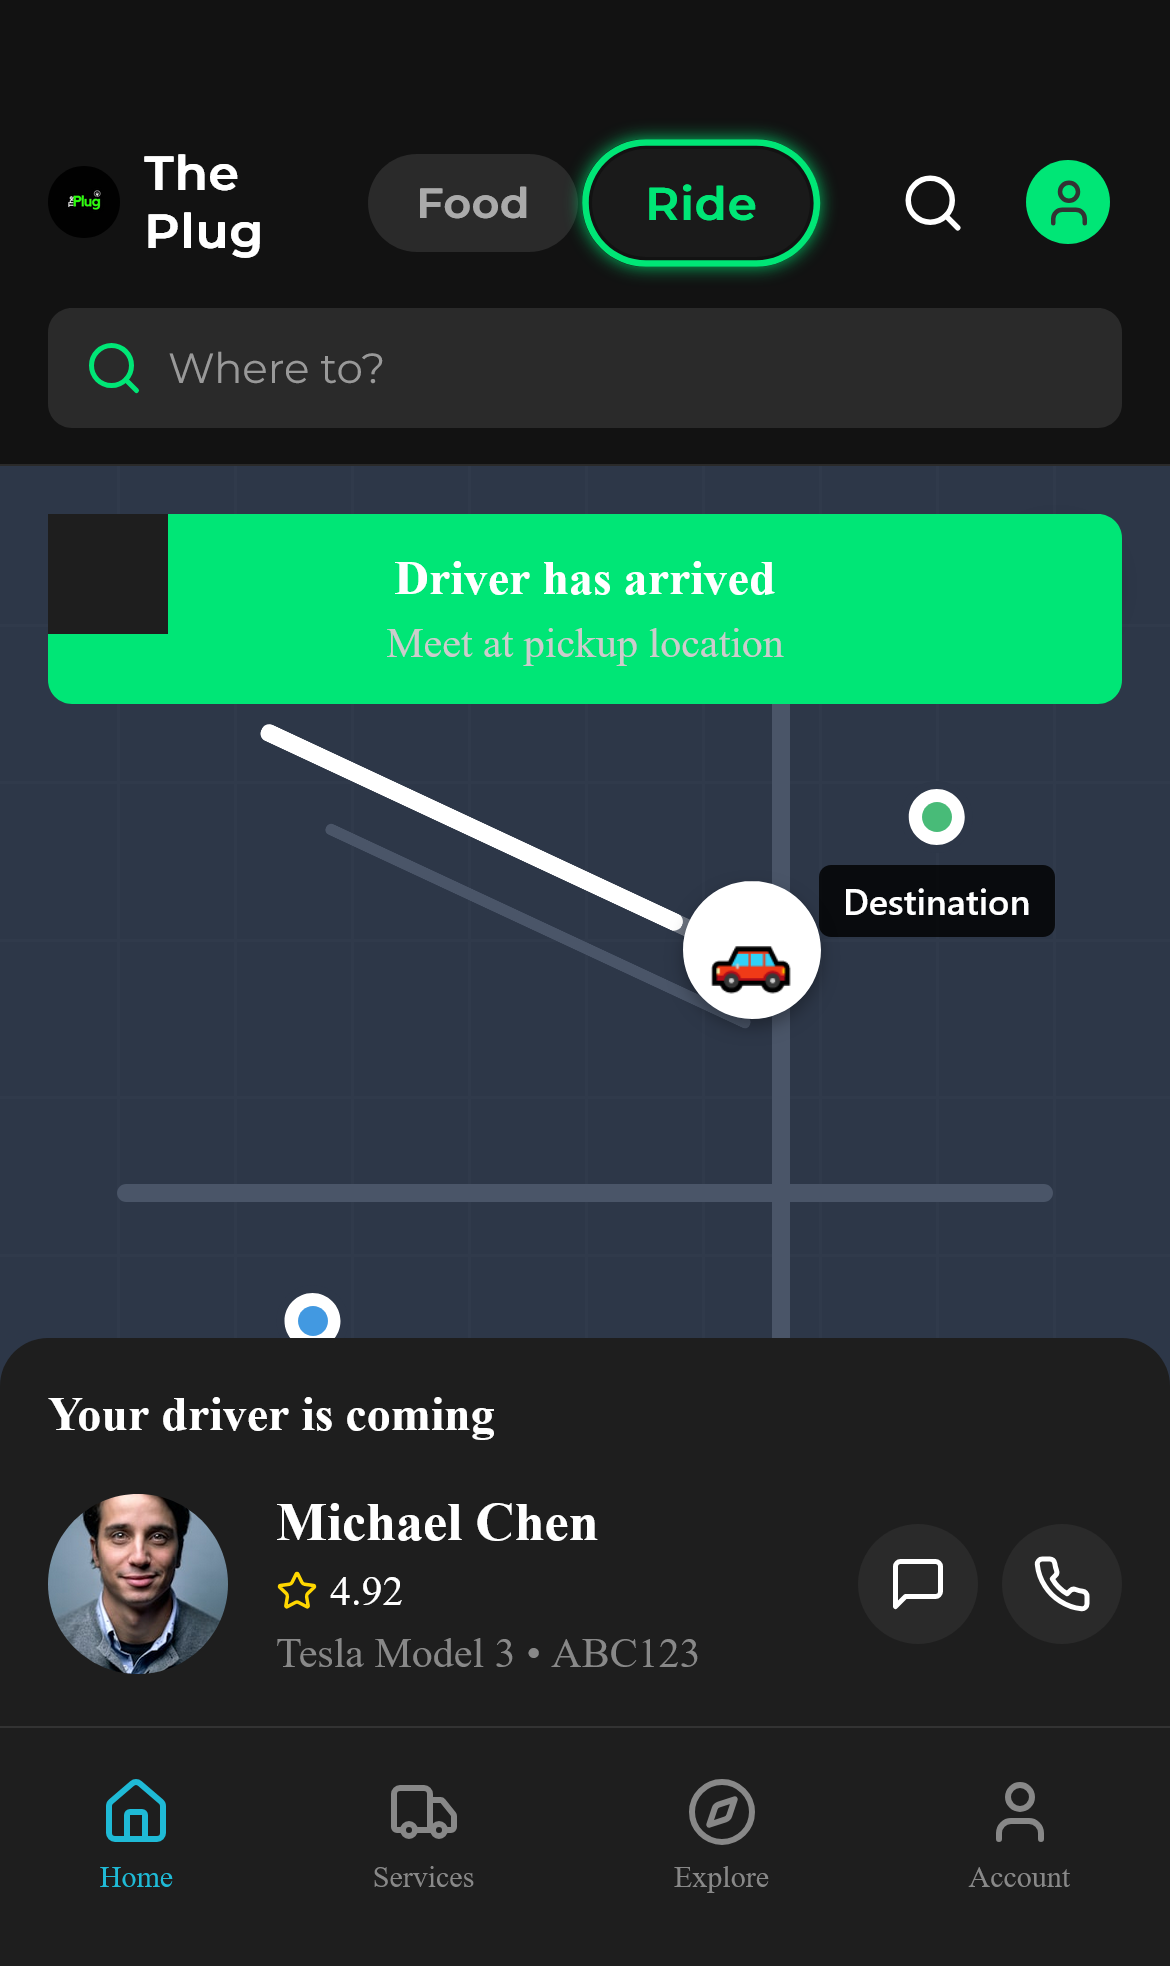 The Plug
The
Plug
Food
Ride
Where to?
Driver has arrived
Meet at pickup location
Destination
Your driver is coming
Michael Chen
4.92
Tesla Model 3 • ABC123
Home
Services
Explore
Account